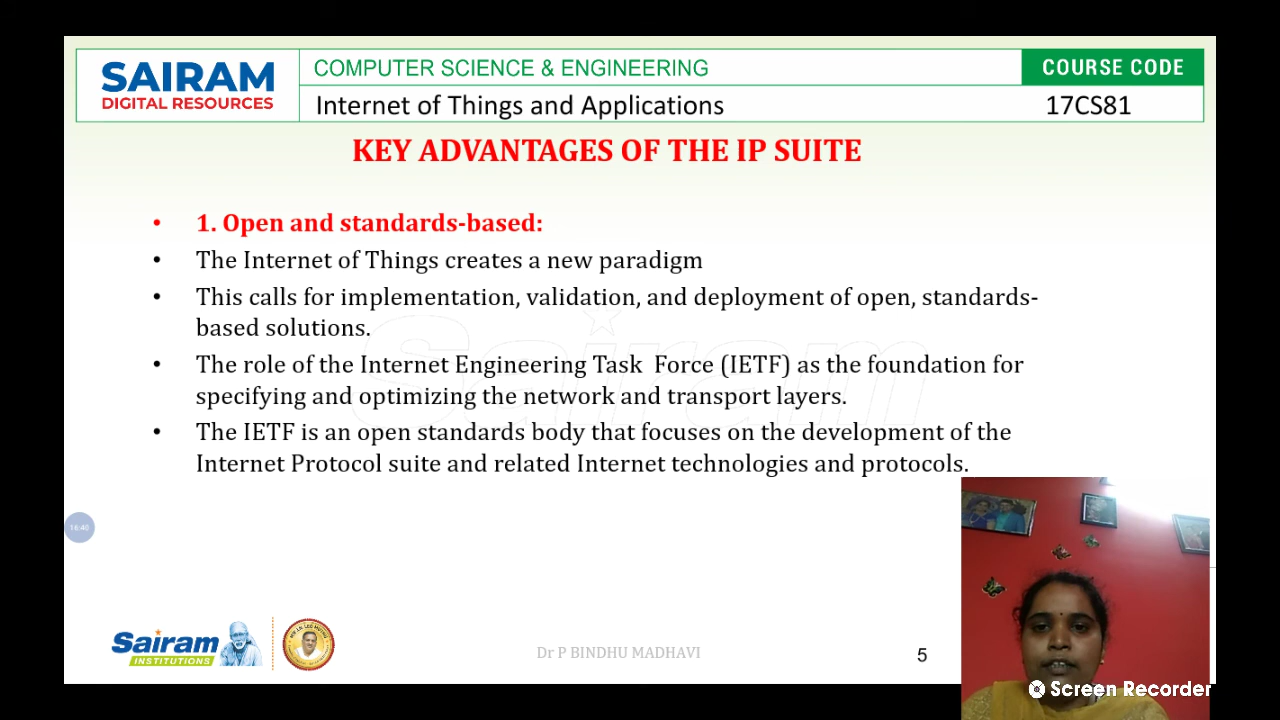 SAIRAM
DIGITAL RESOURCES
COMPUTER SCIENCE & ENGINEERING
COURSE CODE
Internet of Things and Applications
17CS81
KEY ADVANTAGES OF THE IP SUITE
• 1. Open and standards-based:
• The Internet of Things creates a new paradigm
• This calls for implementation, validation, and deployment of open, standards-
based solutions.
• The role of the Internet Engineering Task Force (IETF) as the foundation for
specifying and optimizing the network and transport layers.
• The IETF is an open standards body that focuses on the development of the
Internet Protocol suite and related Internet technologies and protocols.
Sairam
Sairam
INSTITUTIONS
Dr P BINDHU MADHAVI
5
Screen Recorder